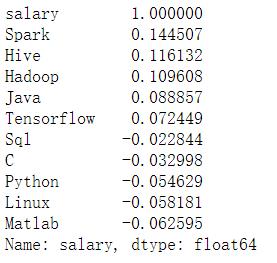 salary 1.000000
Spark 0.144507
Hive 0.116132
Hadoop 0.109608
Java 0.088857
Tensorflow 0.072449
Sql -0.022844
C -0.032998
Python -0.054629
Linux -0.058181
Matlab -0.062595
Name: salary, dtype: float64